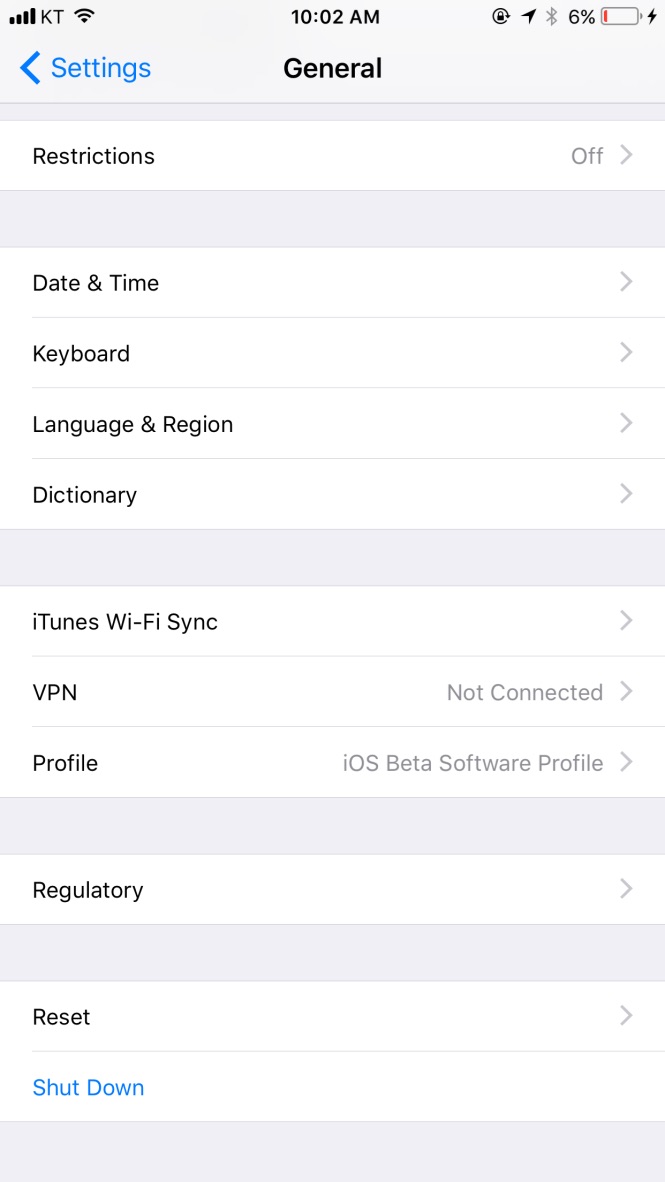 KT 10:02 AM 6%
Settings General
Restrictions Off
Date & Time
Keyboard
Language & Region
Dictionary
iTunes Wi-Fi Sync
VPN Not Connected
Profile iOS Beta Software Profile
Regulatory
Reset
Shut Down